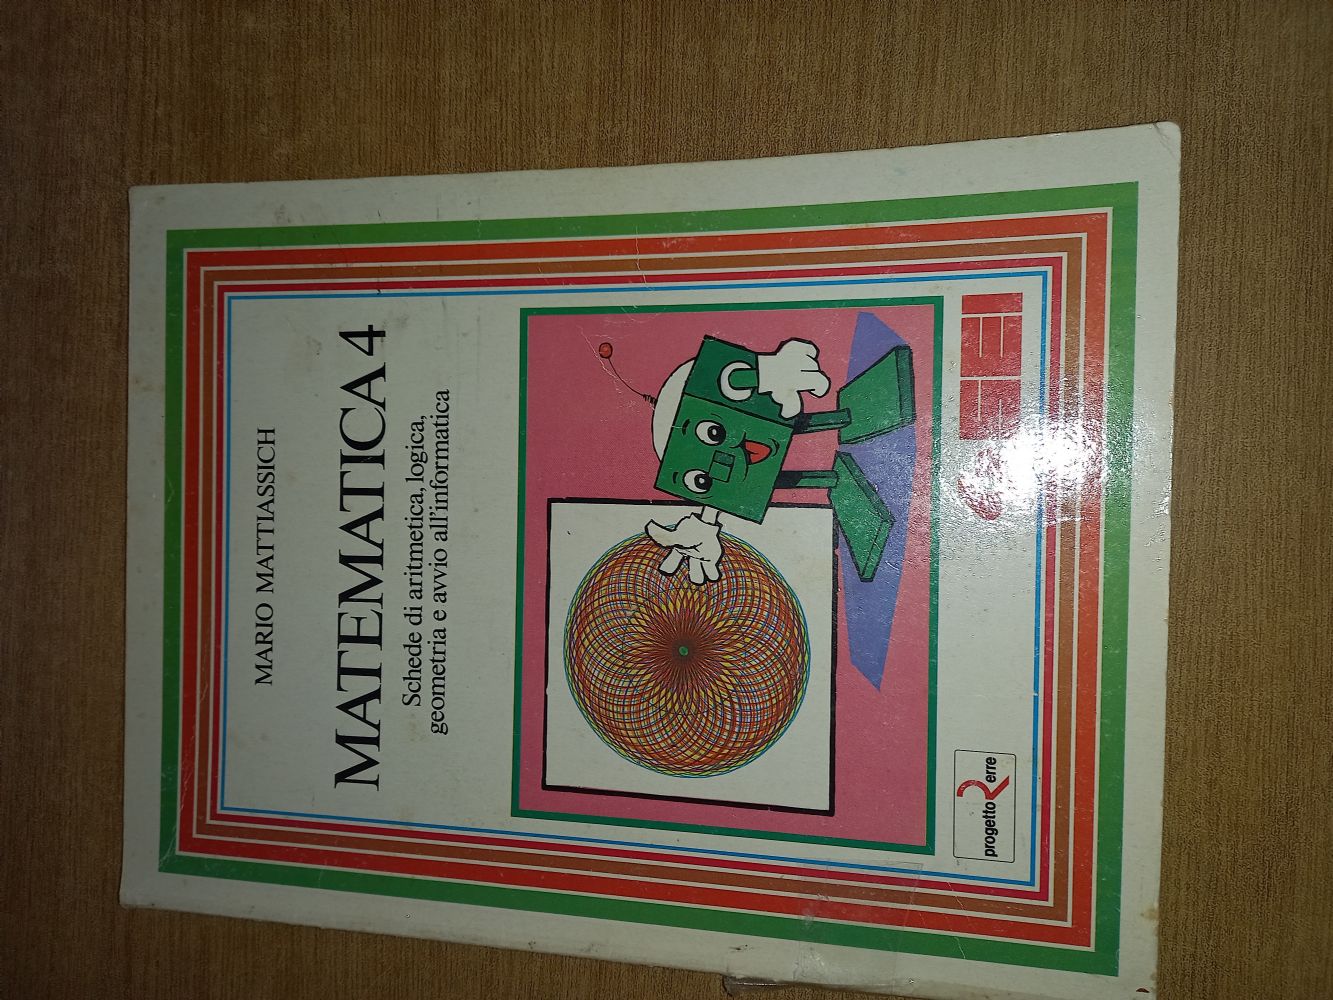 MARIO MATTIASSICH
MATEMATICA 4
Schede di aritmetica, logica,
geometria e avvio all'informatica
progetto
erre